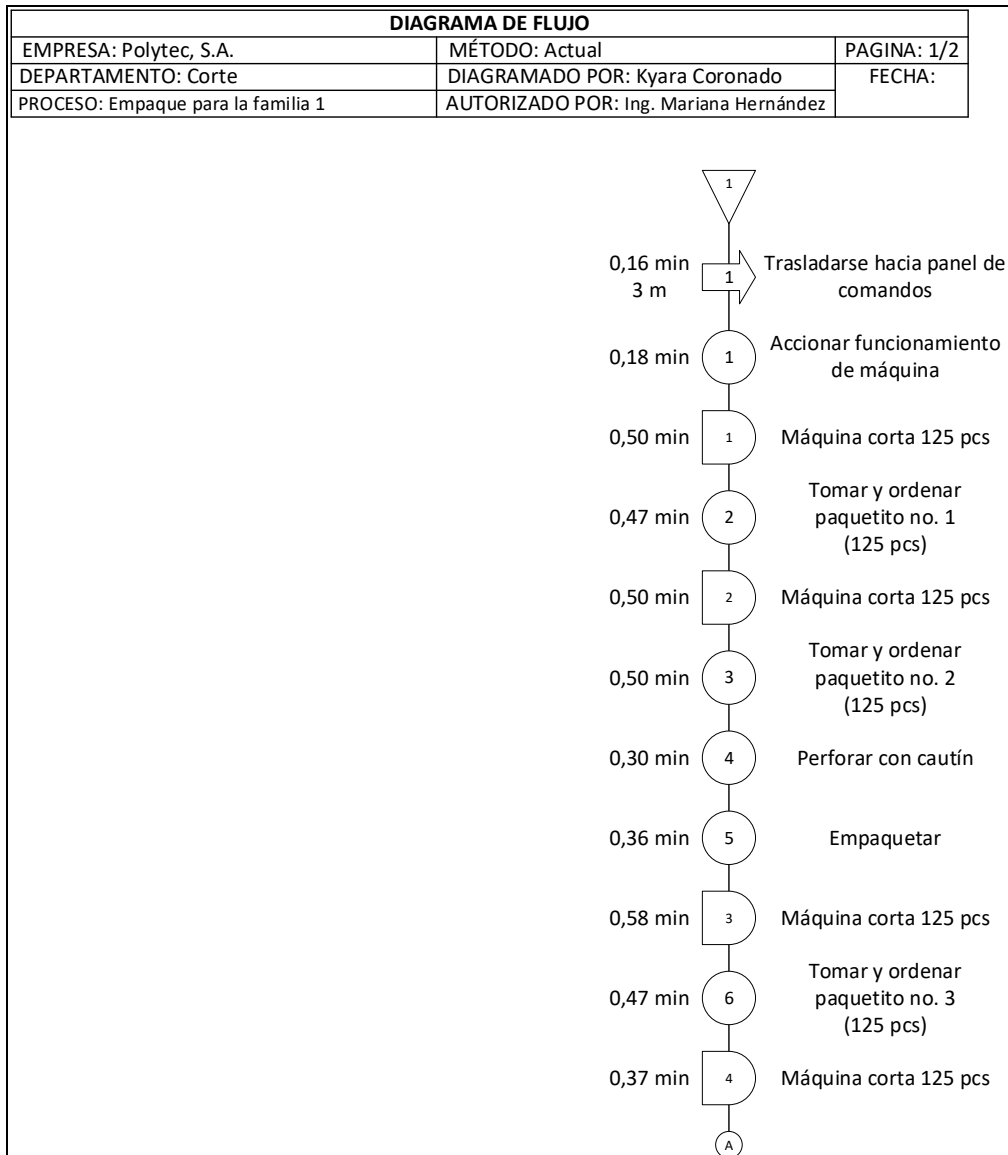 DIAGRAMA DE FLUJO
EMPRESA: Polytec, S.A.
MÉTODO: Actual
PAGINA: 1/2
DEPARTAMENTO: Corte
DIAGRAMADO POR: Kyara Coronado
FECHA:
PROCESO: Empaque para la familia 1
AUTORIZADO POR: Ing. Mariana Hernández
1
0,16 min
3 m
1
Trasladarse hacia panel de
comandos
0,18 min
1
Accionar funcionamiento
de máquina
0,50 min
1
Máquina corta 125 pcs
0,47 min
2
Tomar y ordenar
paquetito no. 1
(125 pcs)
0,50 min
2
Máquina corta 125 pcs
0,50 min
3
Tomar y ordenar
paquetito no. 2
(125 pcs)
0,30 min
4
Perforar con cautín
0,36 min
5
Empaquetar
0,58 min
3
Máquina corta 125 pcs
0,47 min
6
Tomar y ordenar
paquetito no. 3
(125 pcs)
0,37 min
4
Máquina corta 125 pcs
A